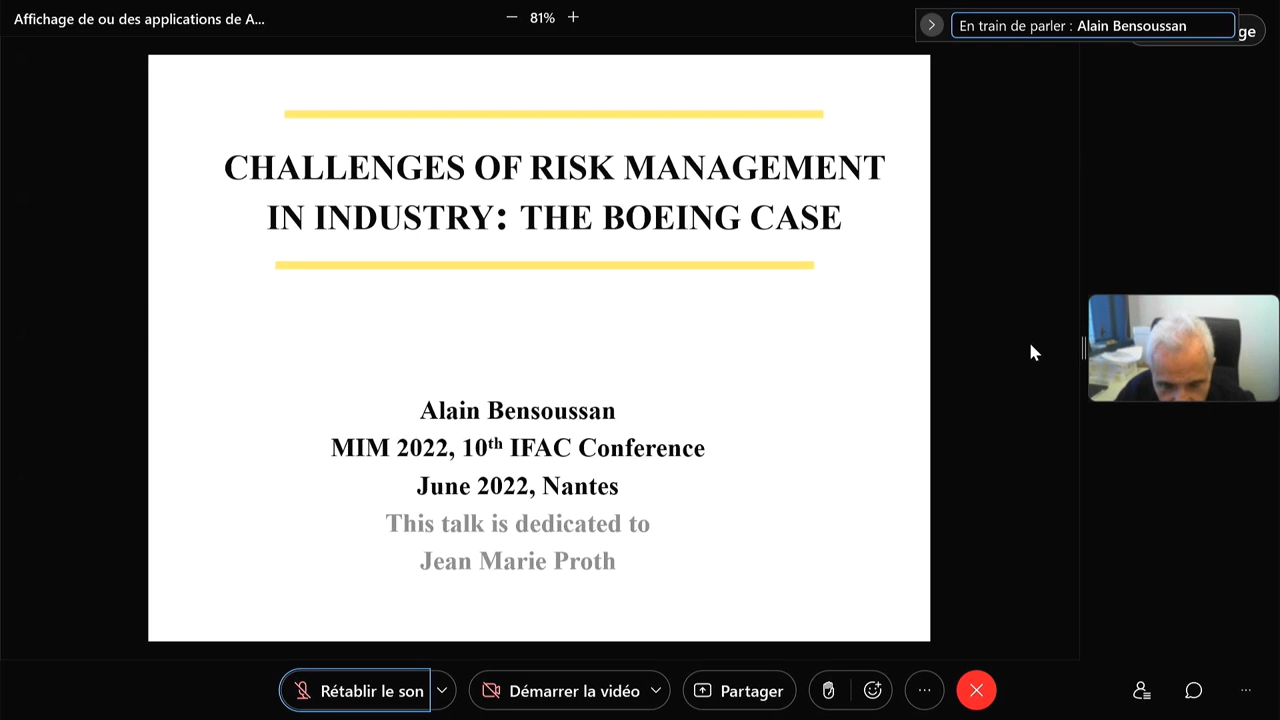 Affichage de ou des applications de A...
81%
En train de parler : Alain Bensoussan
ge
CHALLENGES OF RISK MANAGEMENT
IN INDUSTRY: THE BOEING CASE
Alain Bensoussan
MIM 2022, 10th IFAC Conference
June 2022, Nantes
This talk is dedicated to
Jean Marie Proth
Rétablir le son
Démarrer la vidéo
Partager